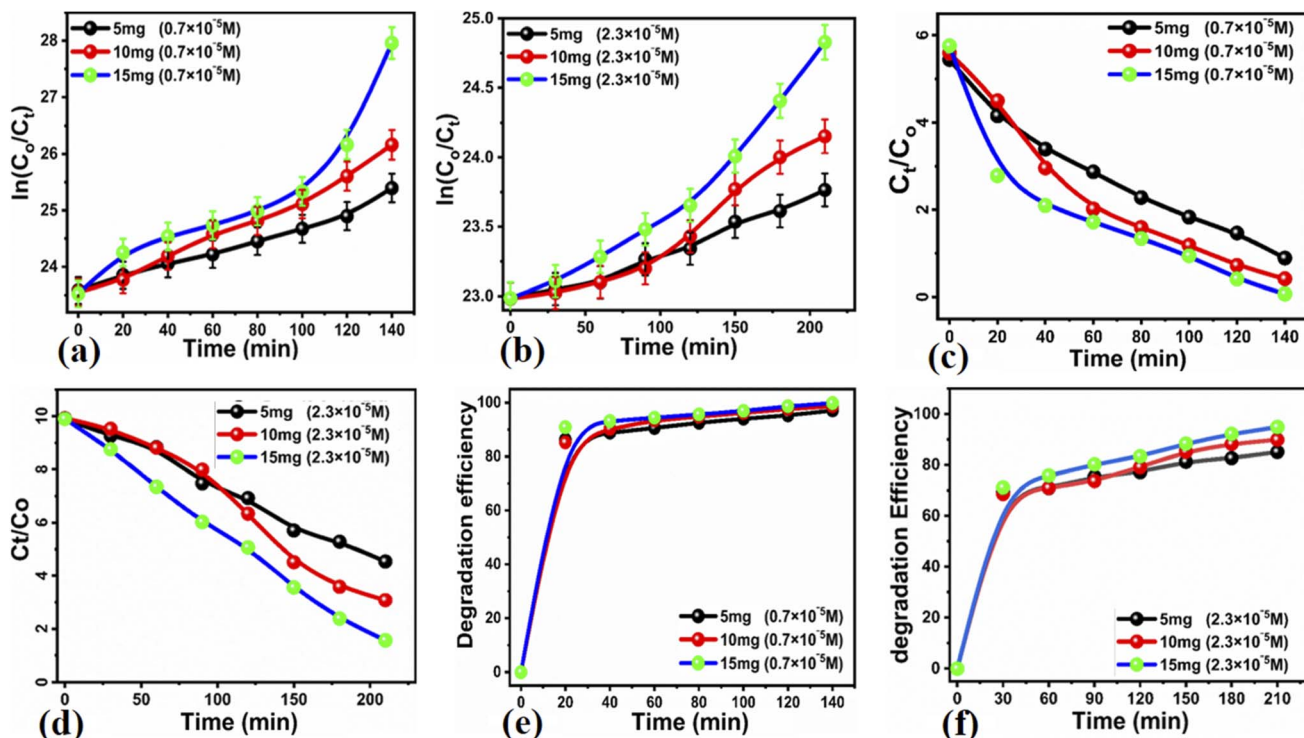 5mg (0.7×10⁻⁵M)
10mg (0.7×10⁻⁵M)
15mg (0.7×10⁻⁵M)
ln(Cₒ/Cₜ)
28
27
26
25
24
0 20 40 60 80 100 120 140
Time (min)
(a)
5mg (2.3×10⁻⁵M)
10mg (2.3×10⁻⁵M)
15mg (2.3×10⁻⁵M)
ln(Cₒ/Cₜ)
25.0
24.5
24.0
23.5
23.0
0 50 100 150 200
Time (min)
(b)
5mg (0.7×10⁻⁵M)
10mg (0.7×10⁻⁵M)
15mg (0.7×10⁻⁵M)
Cₜ/Cₒ
6
4
2
0
0 20 40 60 80 100 120 140
Time (min)
(c)
5mg (2.3×10⁻⁵M)
10mg (2.3×10⁻⁵M)
15mg (2.3×10⁻⁵M)
Ct/Co
10
8
6
4
2
0
0 50 100 150 200
Time (min)
(d)
Degradation efficiency
100
80
60
40
20
0
5mg (0.7×10⁻⁵M)
10mg (0.7×10⁻⁵M)
15mg (0.7×10⁻⁵M)
0 20 40 60 80 100 120 140
Time (min)
(e)
degradation Efficiency
100
80
60
40
20
0
5mg (2.3×10⁻⁵M)
10mg (2.3×10⁻⁵M)
15mg (2.3×10⁻⁵M)
0 30 60 90 120 150 180 210
Time (min)
(f)